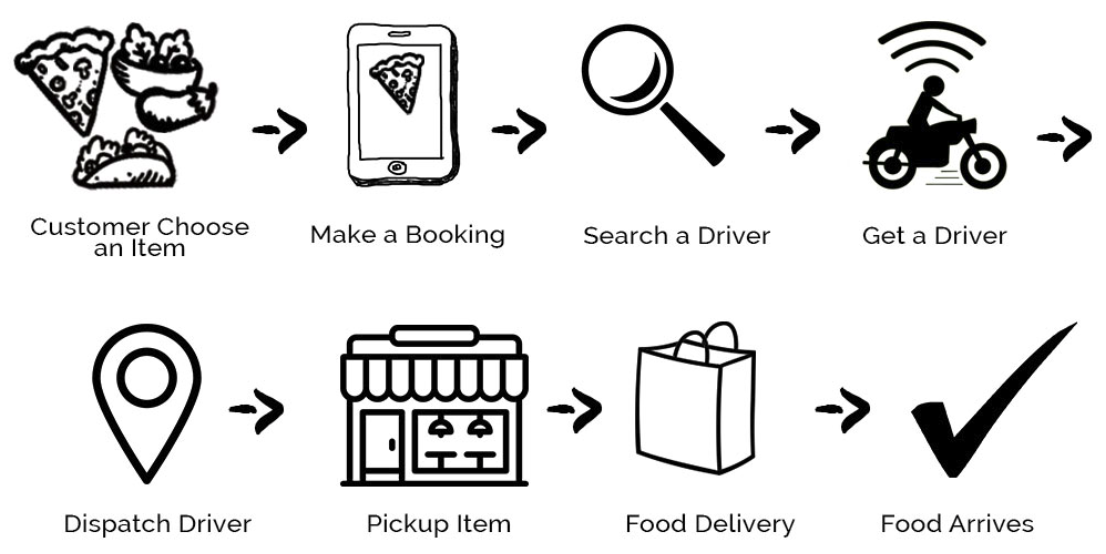 Customer Choose
an Item
Make a Booking
Search a Driver
Get a Driver
Dispatch Driver
Pickup Item
Food Delivery
Food Arrives